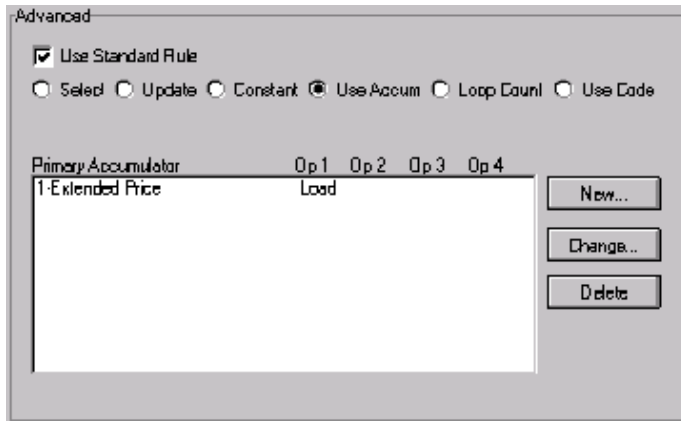 Advanced
Use Standard Rule
Select Update Constant Use Accum Loop Count Use Code
Primary Accumulator Op 1 Op 2 Op 3 Op 4
1-Extended Price Load
New...
Change...
Delete